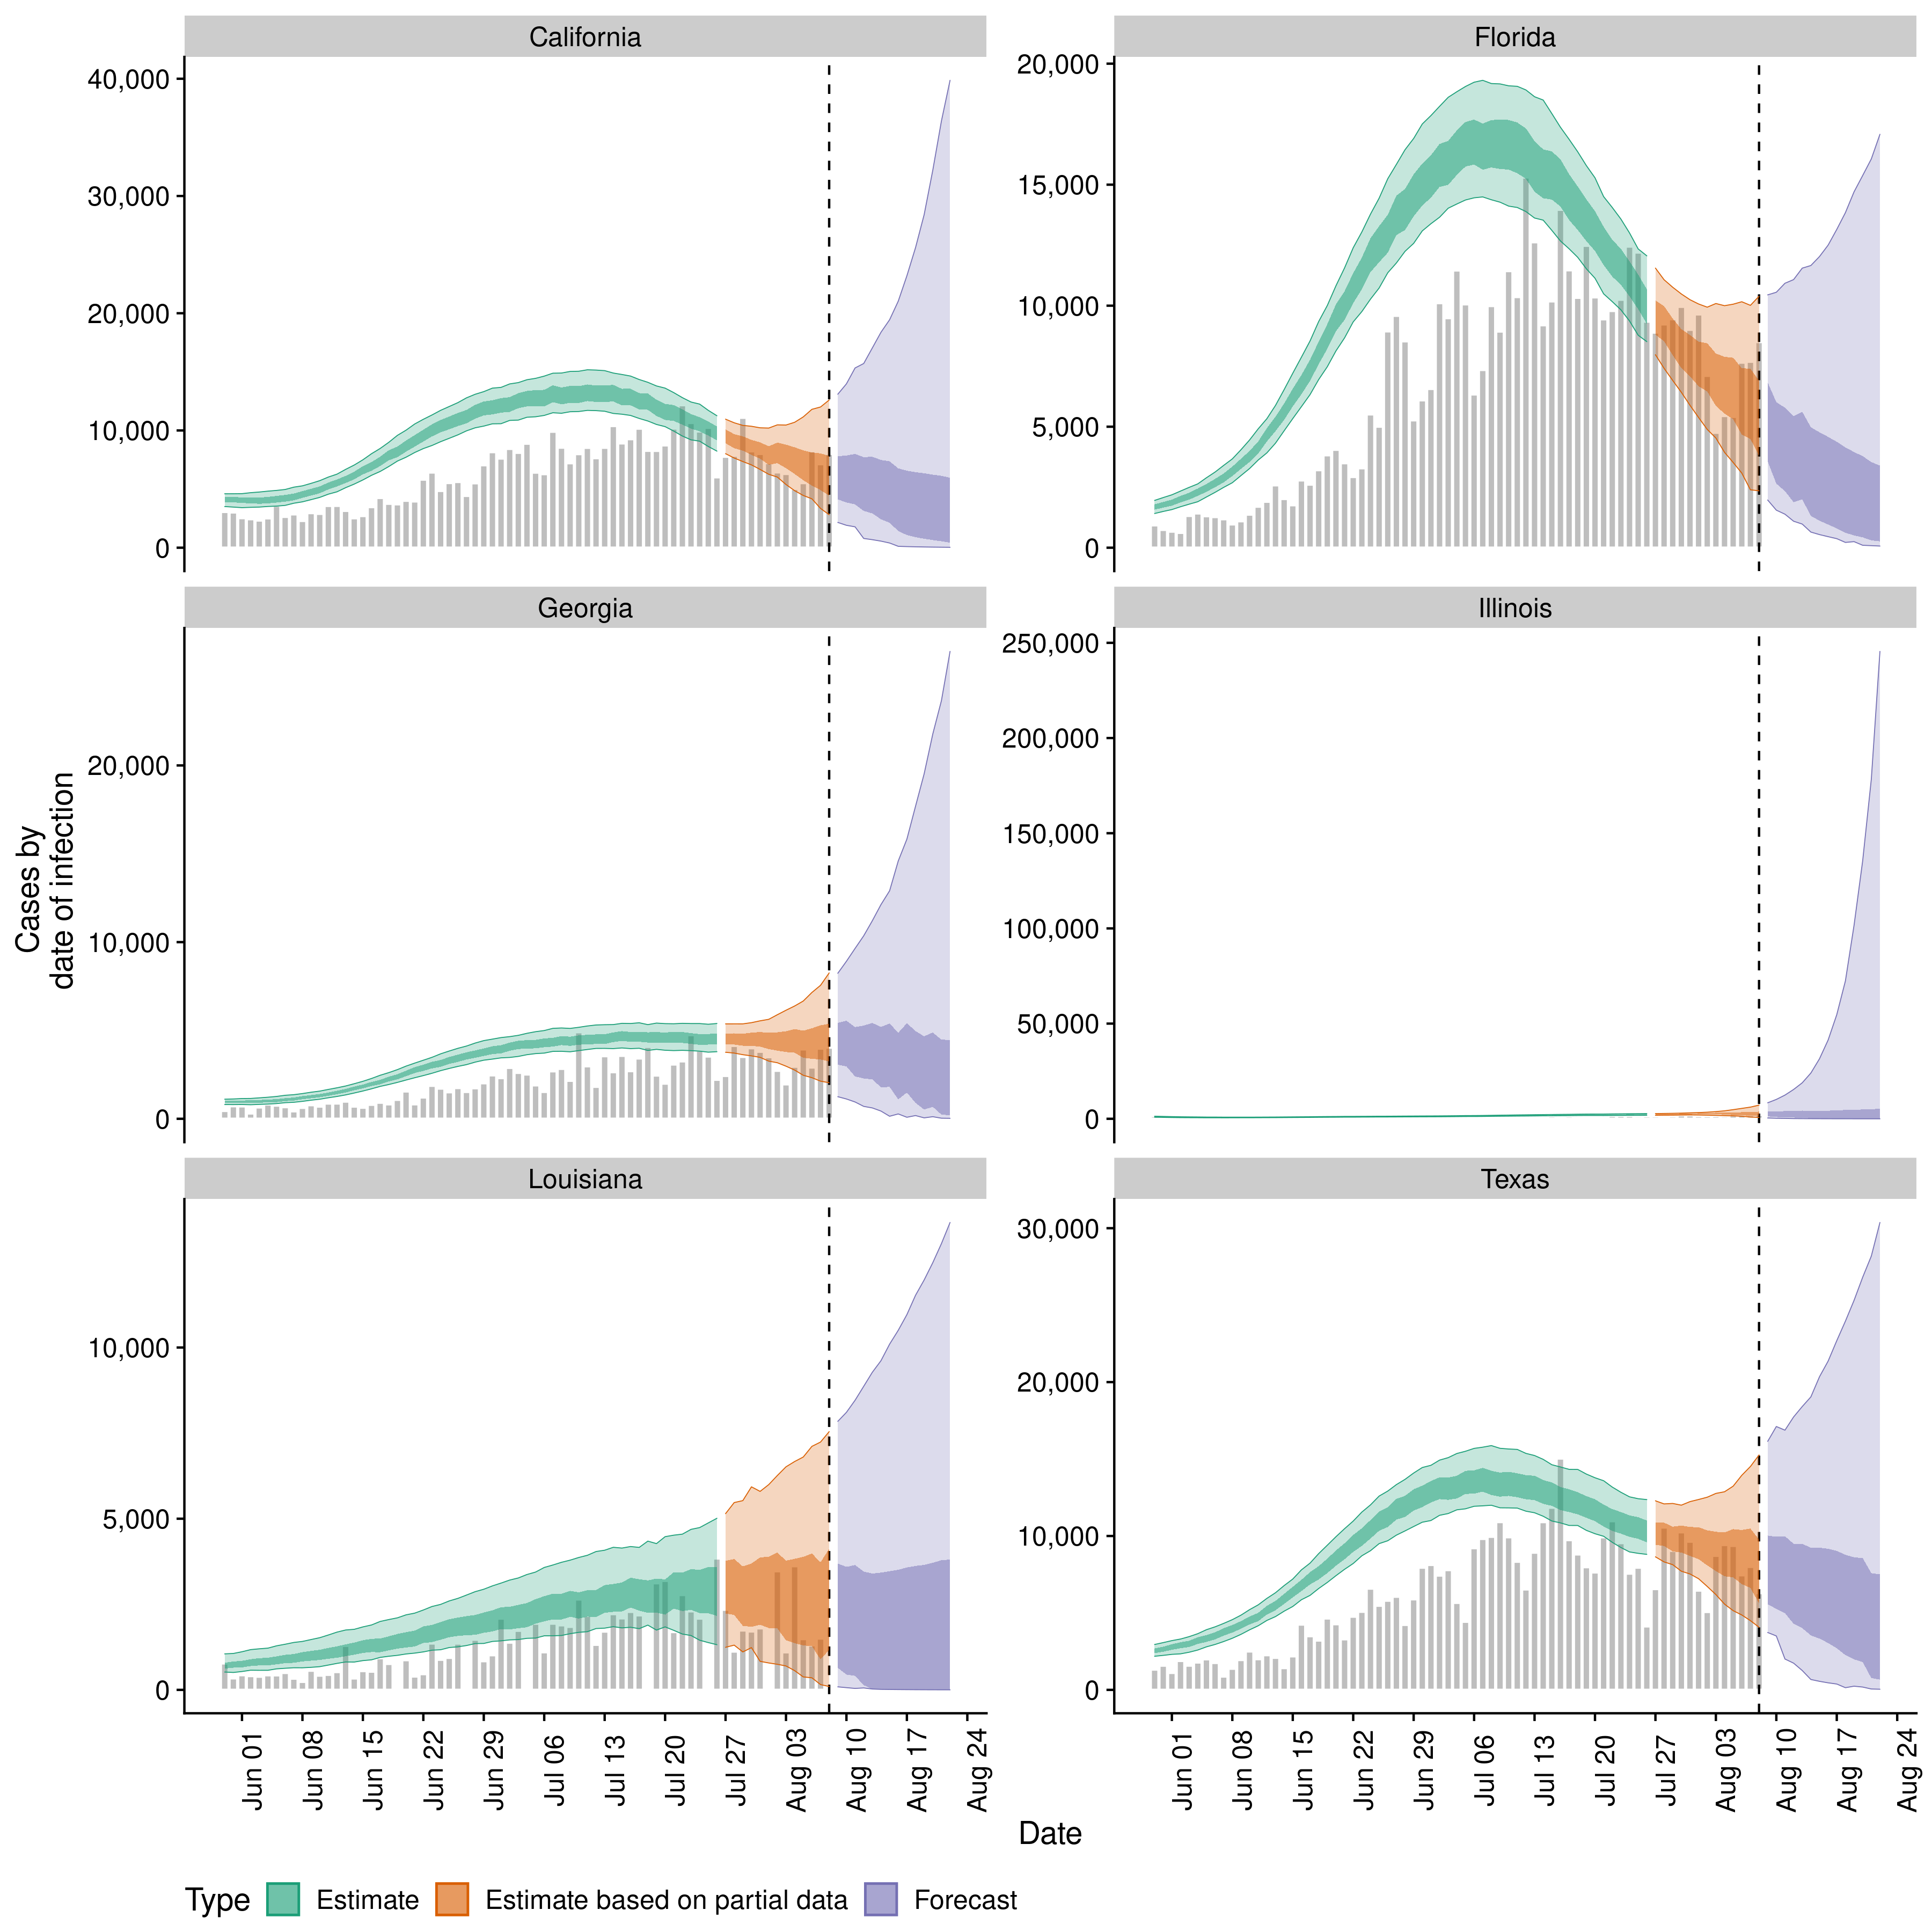 California
Florida
40,000
30,000
20,000
10,000
0
20,000
15,000
10,000
5,000
0
Georgia
Illinois
20,000
10,000
0
250,000
200,000
150,000
100,000
50,000
0
Cases by
date of infection
Louisiana
Texas
10,000
5,000
0
30,000
20,000
10,000
0
Jun 01
Jun 08
Jun 15
Jun 22
Jun 29
Jul 06
Jul 13
Jul 20
Jul 27
Aug 03
Aug 10
Aug 17
Aug 24
Jun 01
Jun 08
Jun 15
Jun 22
Jun 29
Jul 06
Jul 13
Jul 20
Jul 27
Aug 03
Aug 10
Aug 17
Aug 24
Date
Type Estimate Estimate based on partial data Forecast